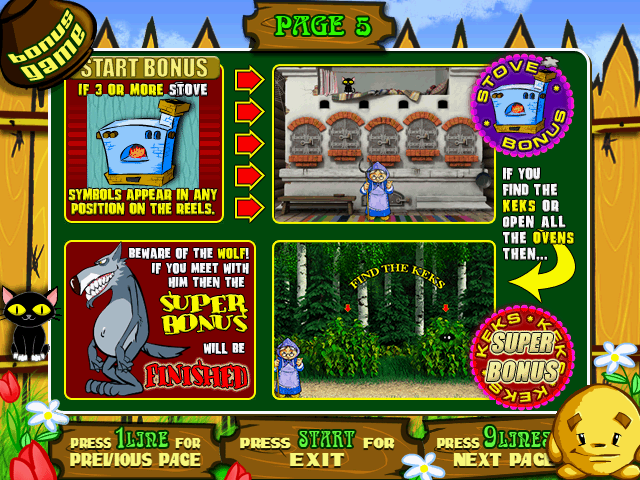 BONUS
GAME
PAGE 5
START BONUS
IF 3 OR MORE STOVE
SYMBOLS APPEAR IN ANY
POSITION ON THE REELS.
STOVE
BONUS
IF YOU
FIND THE
KEKS OR
OPEN ALL
THE OVENS
THEN...
BEWARE OF THE WOLF!
IF YOU MEET WITH
HIM THEN THE
SUPER
BONUS
WILL BE
FINISHED
FIND THE KEKS
KEKS
SUPER
BONUS
KEKS
PRESS 1LINE FOR
PREVIOUS PAGE
PRESS START FOR
EXIT
PRESS 9LINES
NEXT PAGE